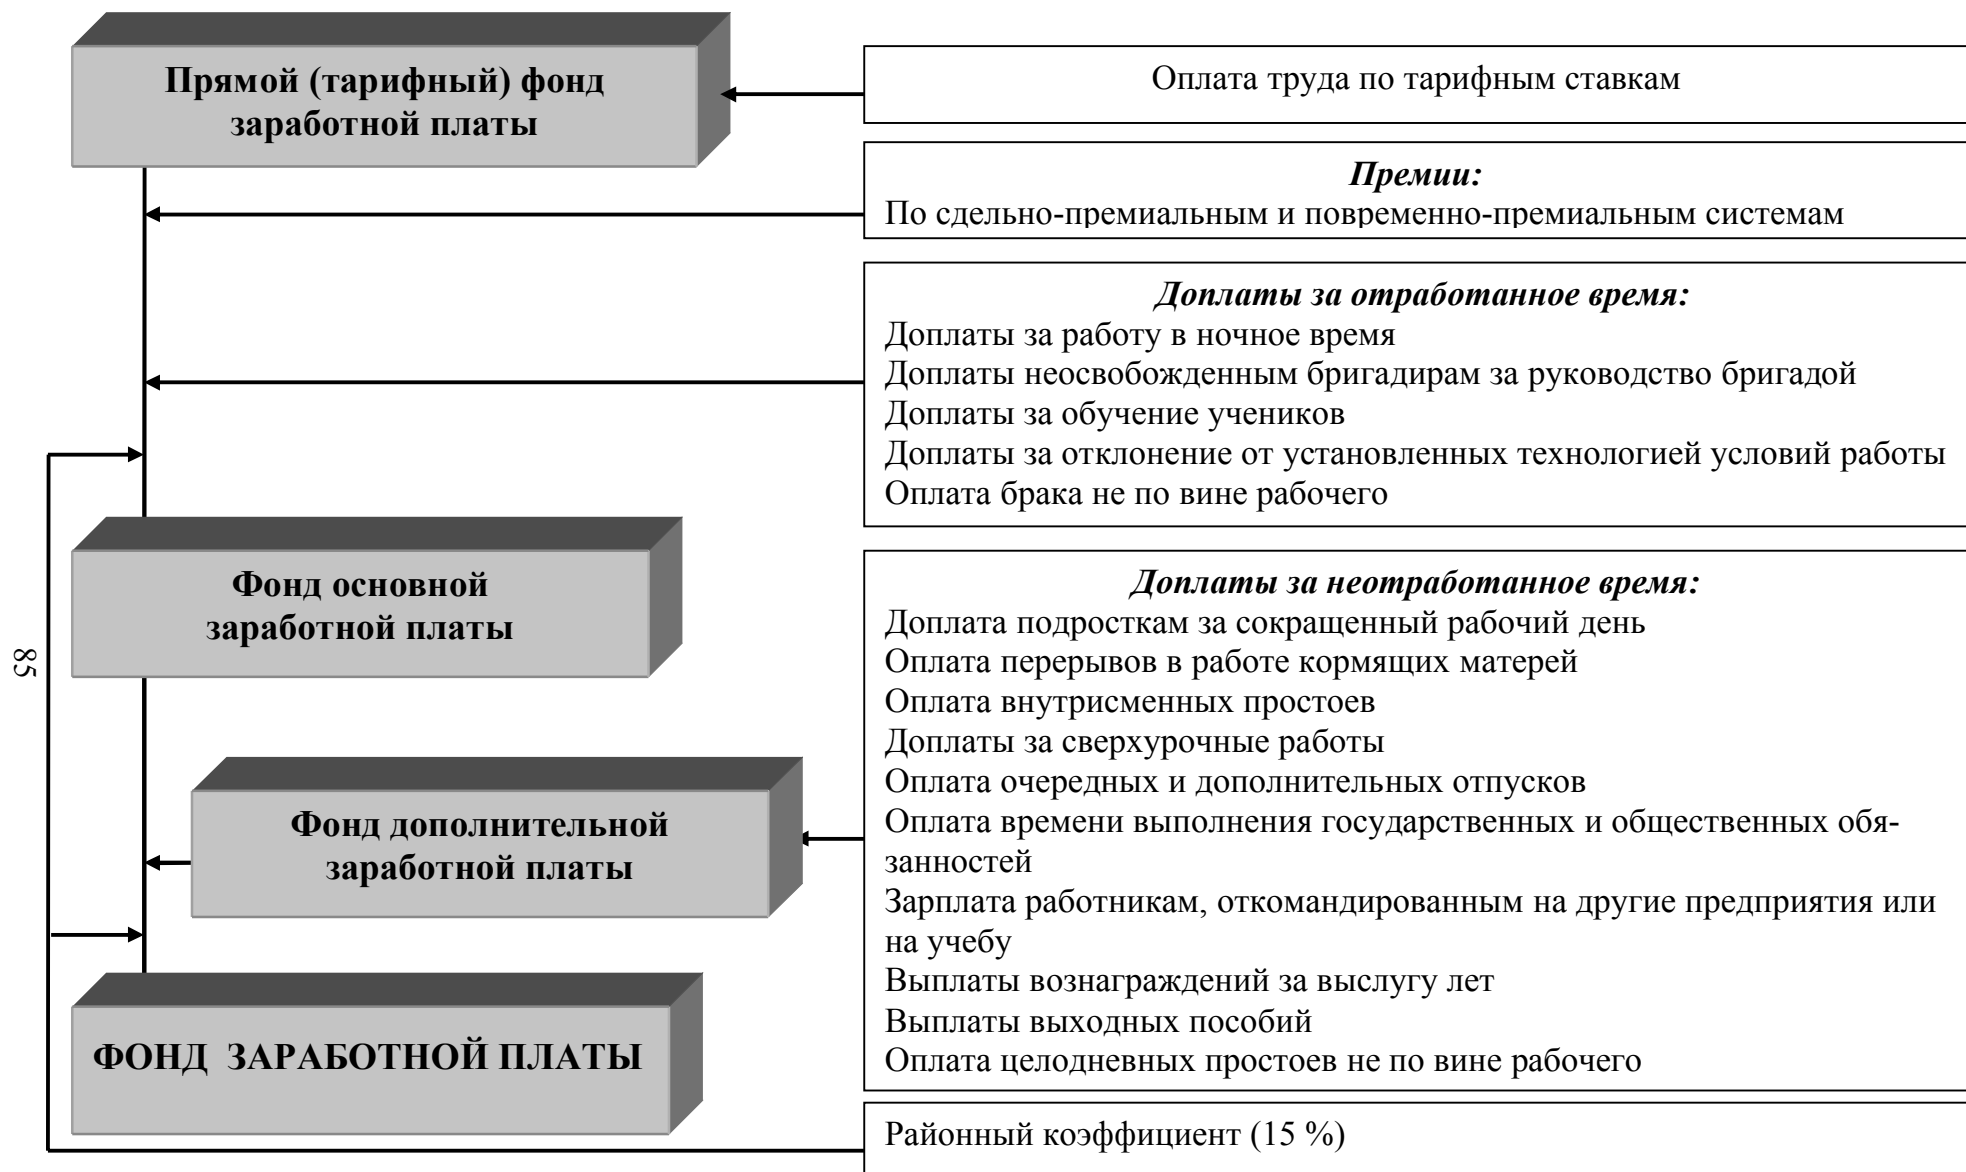 Прямой (тарифный) фонд
заработной платы
Оплата труда по тарифным ставкам
Премии:
По сдельно-премиальным и повременно-премиальным системам
Доплаты за отработанное время:
Доплаты за работу в ночное время
Доплаты неосвобожденным бригадирам за руководство бригадой
Доплаты за обучение учеников
Доплаты за отклонение от установленных технологией условий работы
Оплата брака не по вине рабочего
Фонд основной
заработной платы
Доплаты за неотработанное время:
Доплата подросткам за сокращенный рабочий день
Оплата перерывов в работе кормящих матерей
Оплата внутрисменных простоев
Доплаты за сверхурочные работы
Оплата очередных и дополнительных отпусков
Оплата времени выполнения государственных и общественных обя-
занностей
Зарплата работникам, откомандированным на другие предприятия или
на учебу
Выплаты вознаграждений за выслугу лет
Выплаты выходных пособий
Оплата целодневных простоев не по вине рабочего
Фонд дополнительной
заработной платы
ФОНД ЗАРАБОТНОЙ ПЛАТЫ
Районный коэффициент (15 %)
85